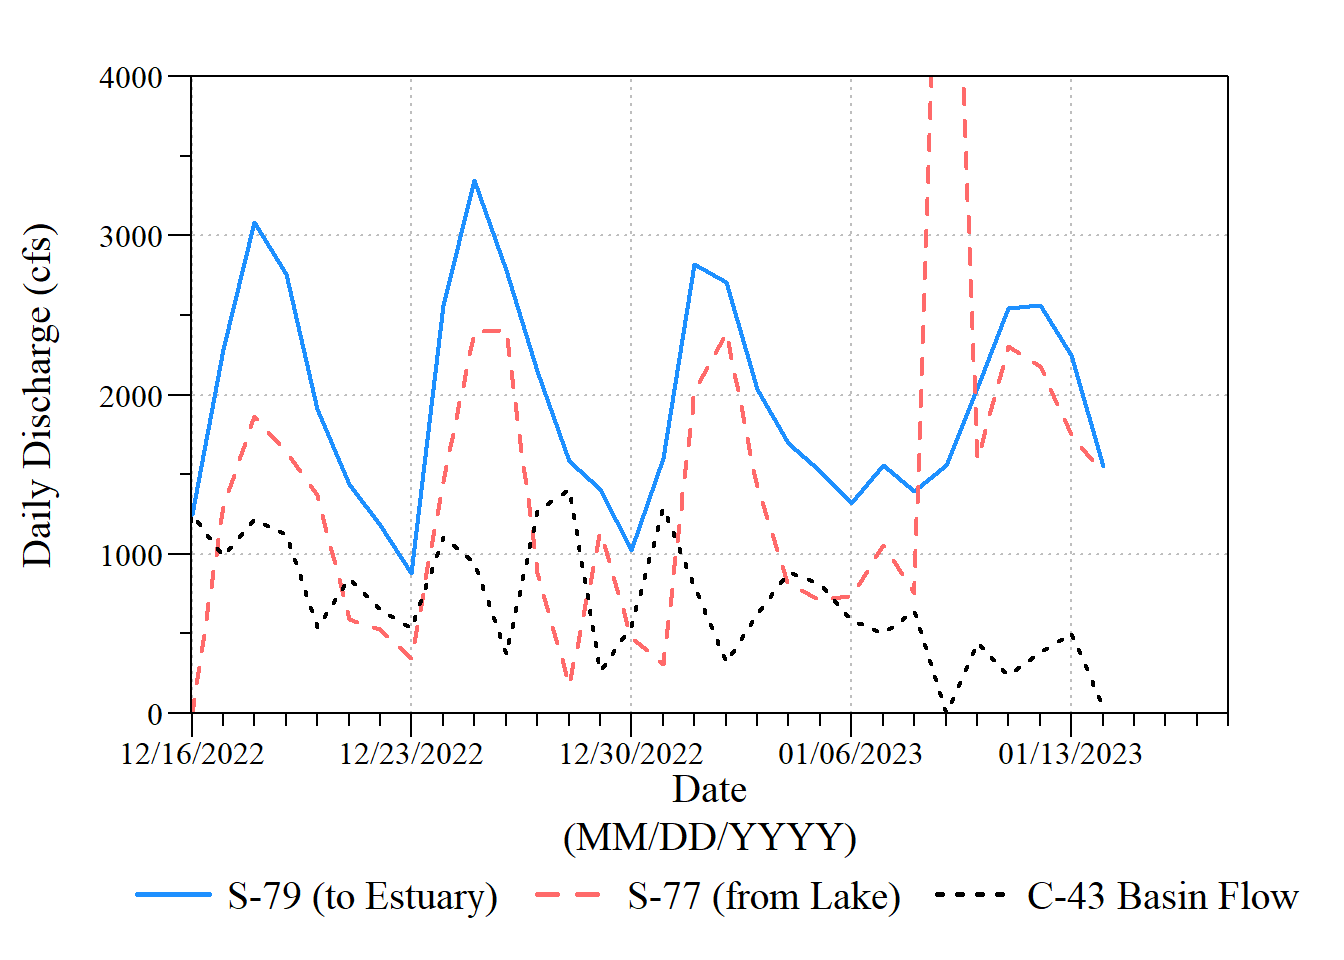 4000
3000
2000
1000
0
Daily Discharge (cfs)
12/16/2022 12/23/2022 12/30/2022 01/06/2023 01/13/2023
Date
(MM/DD/YYYY)
S-79 (to Estuary) S-77 (from Lake) C-43 Basin Flow